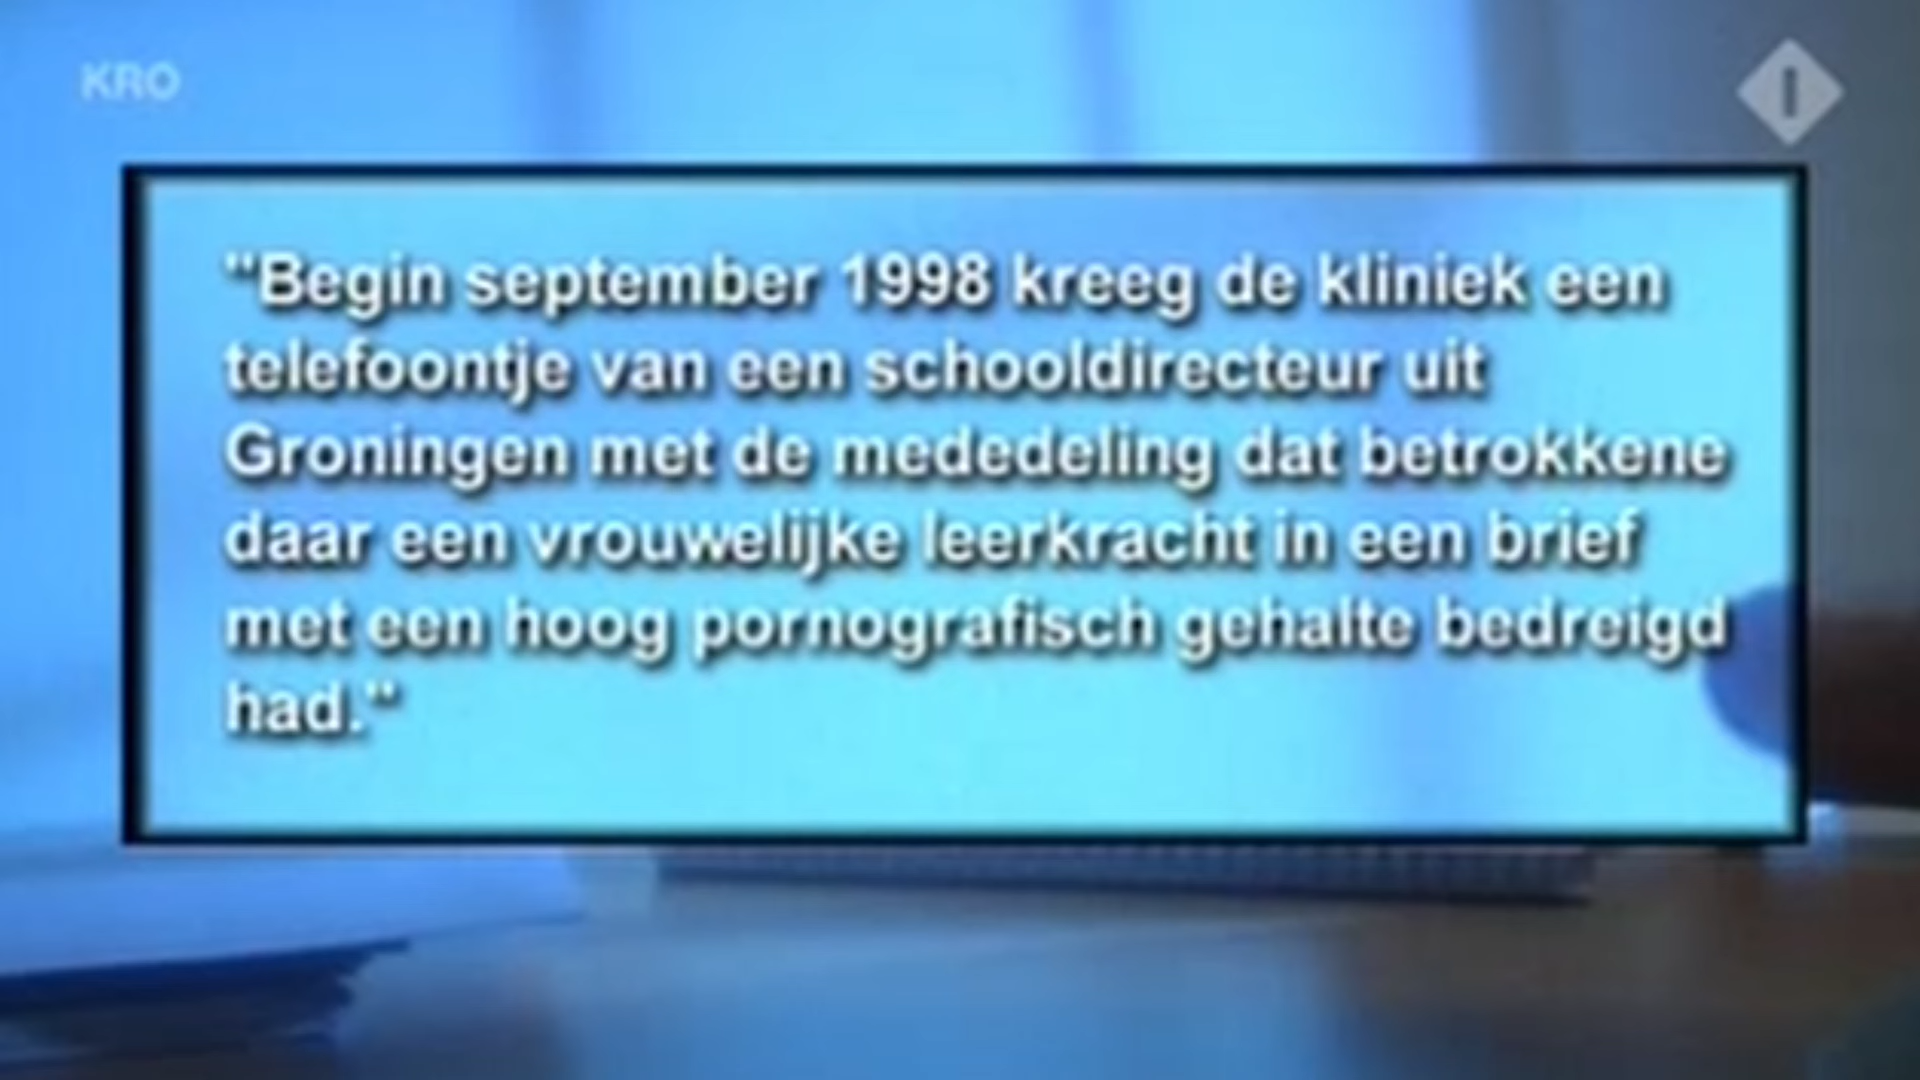 KRO
"Begin september 1998 kreeg de kliniek een
telefoontje van een schooldirecteur uit
Groningen met de mededeling dat betrokkene
daar een vrouwelijke leerkracht in een brief
met een hoog pornografisch gehalte bedreigd
had."